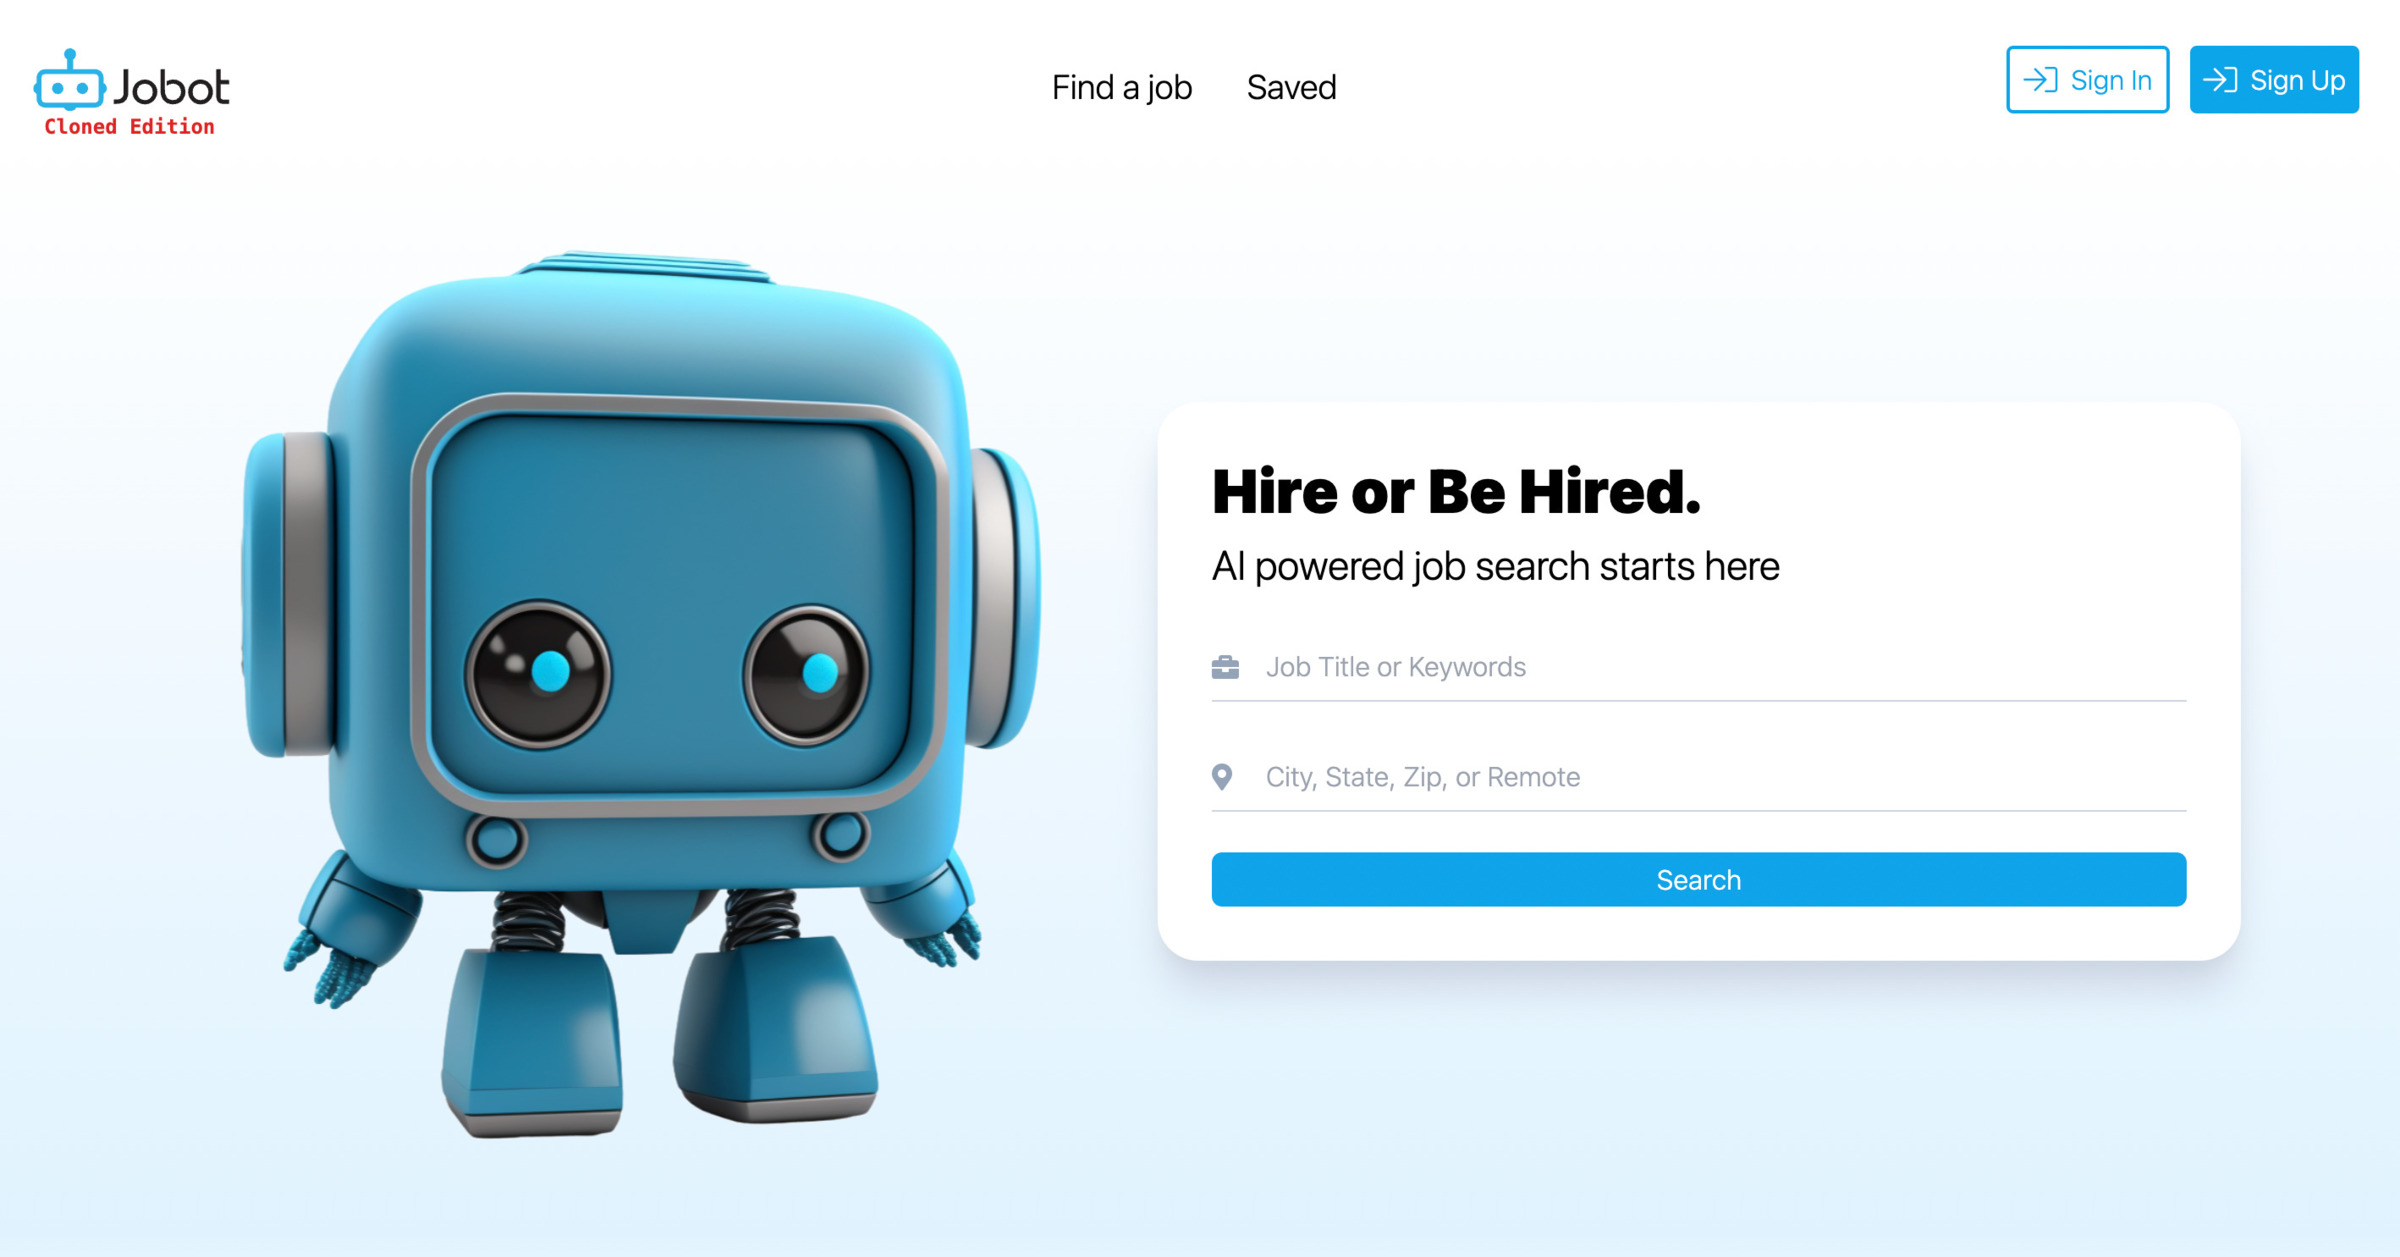 Jobot
Cloned Edition
Find a job
Saved
Sign In
Sign Up
Hire or Be Hired.
AI powered job search starts here
Job Title or Keywords
City, State, Zip, or Remote
Search